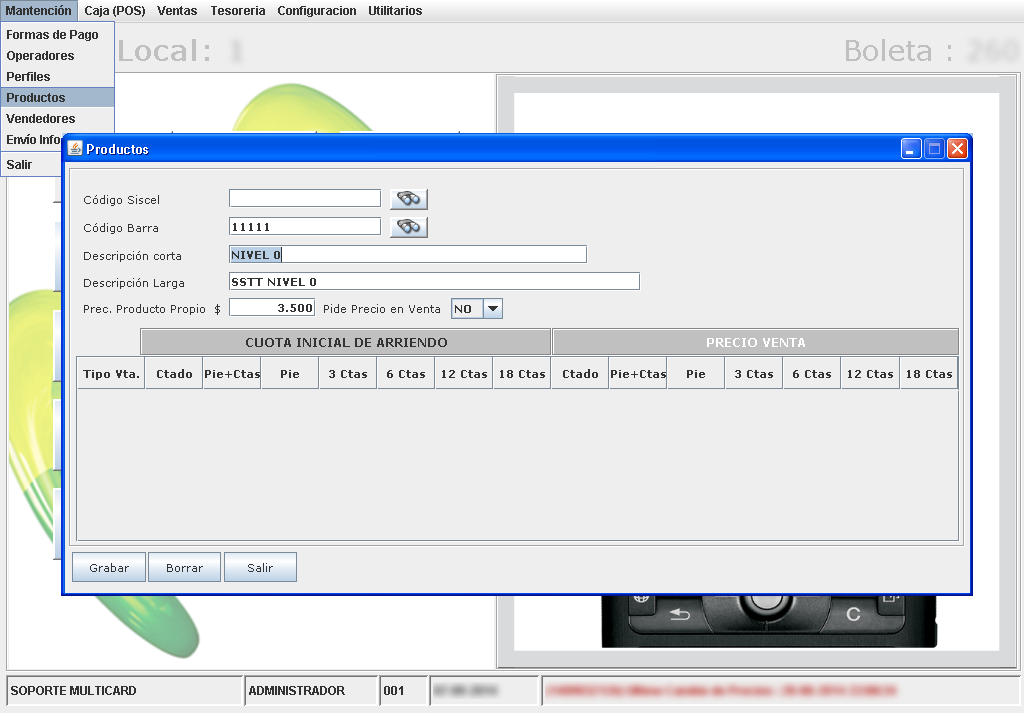 Mantención Caja (POS) Ventas Tesoreria Configuracion Utilitarios
Formas de Pago
Operadores
Perfiles
Productos
Vendedores
Envío Info
Salir
Local: 1
Boleta : 260
Productos
Código Siscel
Código Barra 11111
Descripción corta NIVEL 0
Descripción Larga SSTT NIVEL 0
Prec. Producto Propio $ 3.500 Pide Precio en Venta NO
CUOTA INICIAL DE ARRIENDO PRECIO VENTA
Tipo Vta. Ctado Pie+Ctas Pie 3 Ctas 6 Ctas 12 Ctas 18 Ctas Ctado Pie+Ctas Pie 3 Ctas 6 Ctas 12 Ctas 18 Ctas
Grabar Borrar Salir
C
SOPORTE MULTICARD ADMINISTRADOR 001